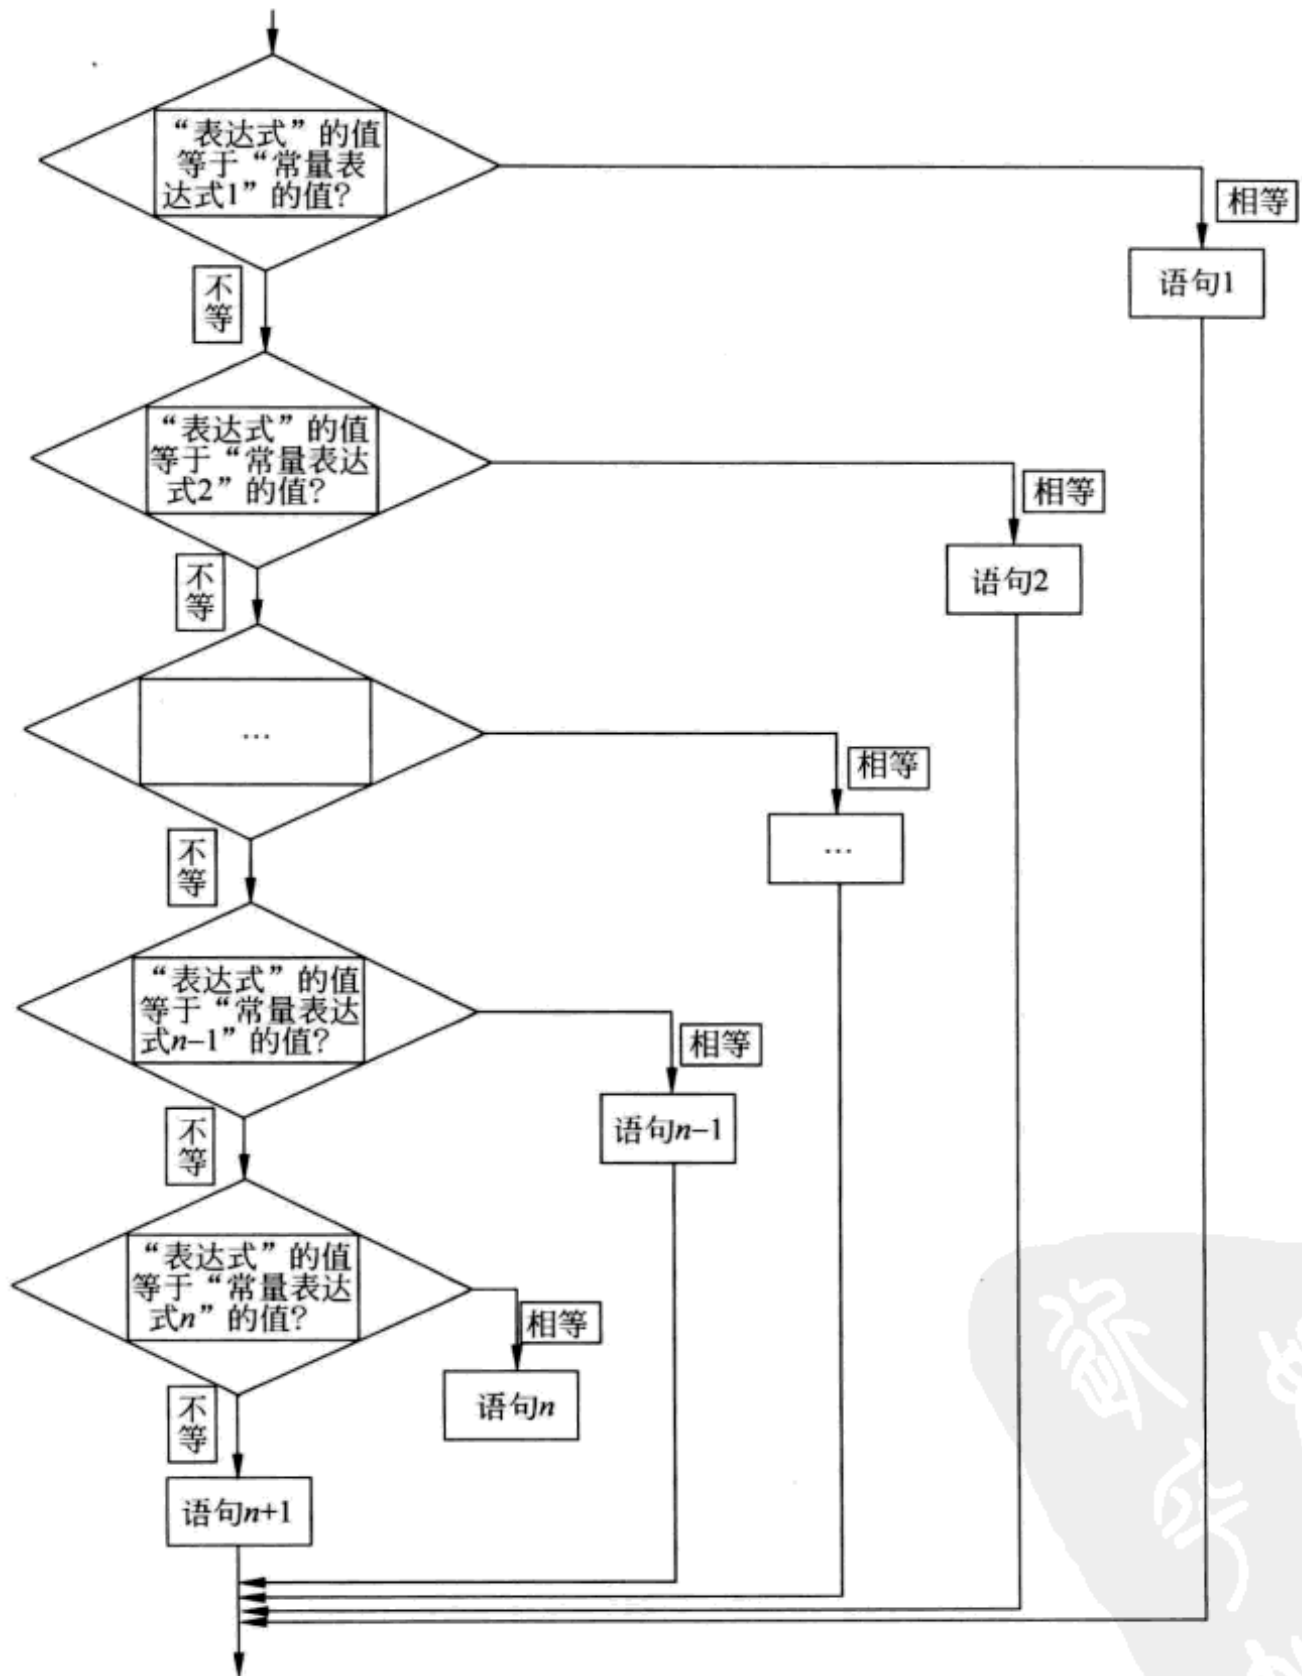 “表达式”的值
等于“常量表
达式1”的值?
相等
语句1
不
等
“表达式”的值
等于“常量表达
式2”的值?
相等
语句2
不
等
…
相等
…
不
等
“表达式”的值
等于“常量表达
式n−1”的值?
相等
语句n−1
不
等
“表达式”的值
等于“常量表达
式n”的值?
相等
语句n
不
等
语句n+1